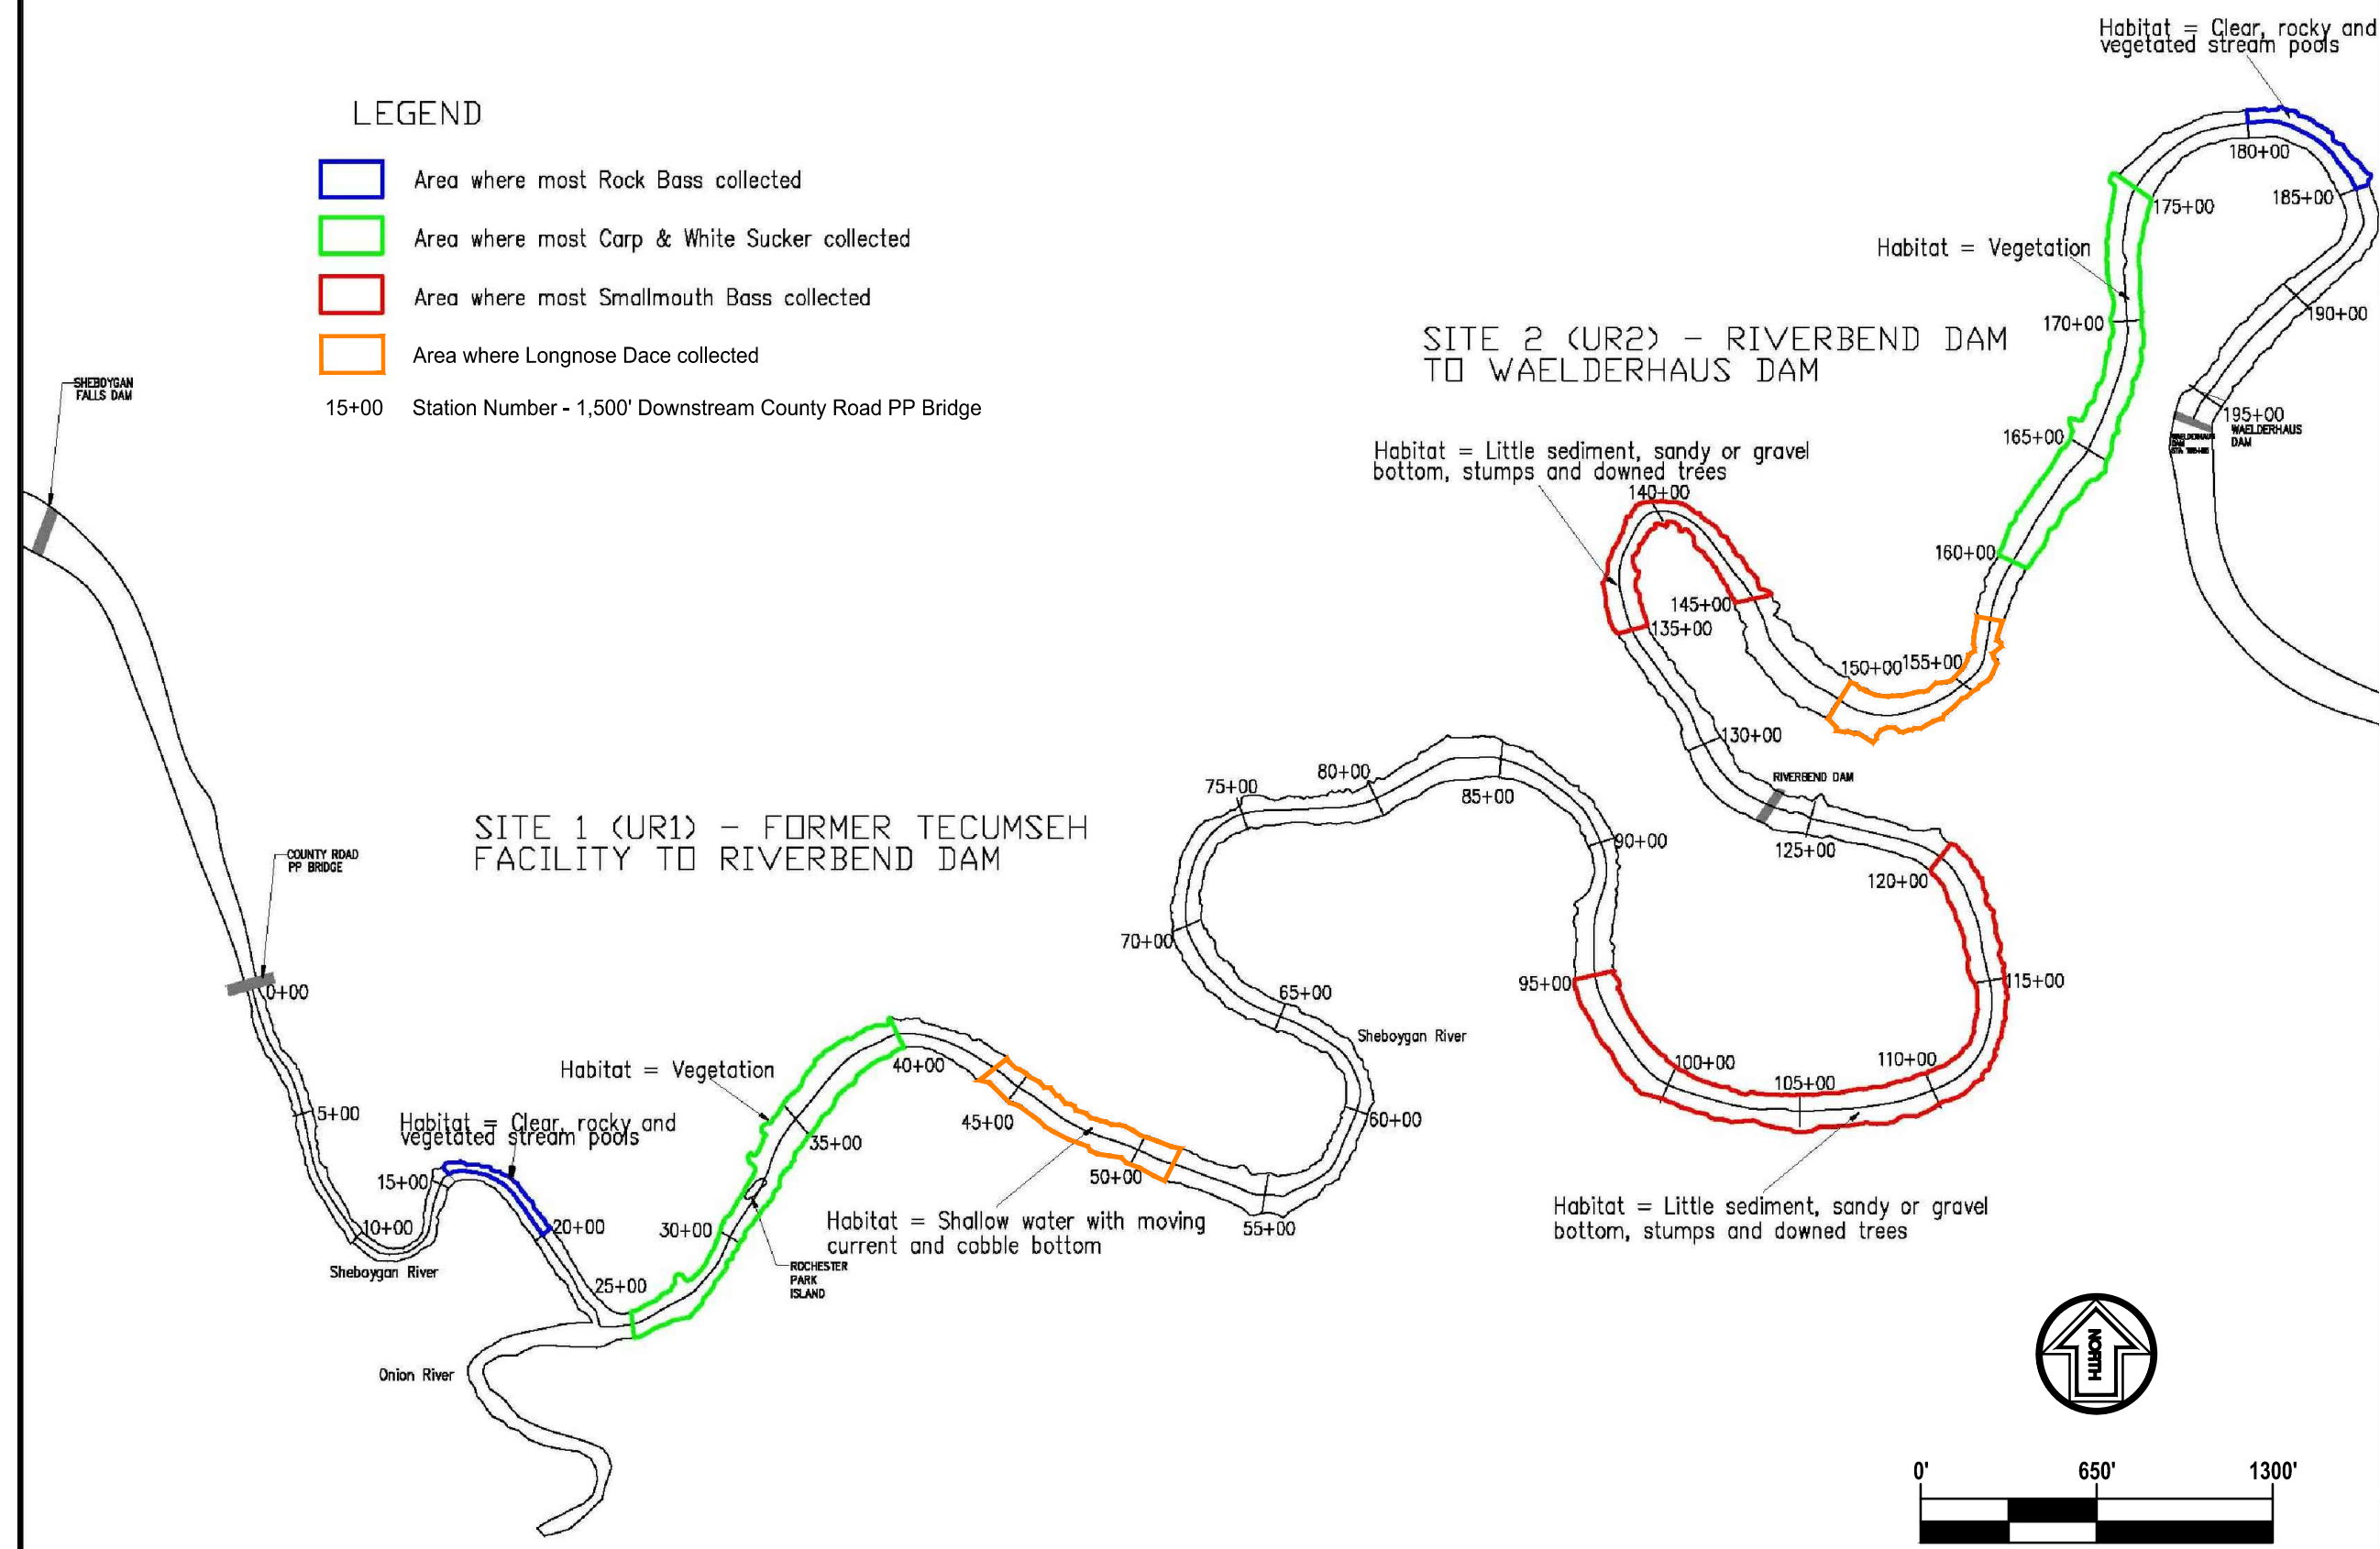 Habitat = Clear, rocky and
vegetated stream pools
LEGEND
Area where most Rock Bass collected
Area where most Carp & White Sucker collected
Area where most Smallmouth Bass collected
Area where Longnose Dace collected
15+00 Station Number - 1,500' Downstream County Road PP Bridge
180+00
185+00
175+00
Habitat = Vegetation
190+00
170+00
SITE 2 (UR2) - RIVERBEND DAM
TO WAELDERHAUS DAM
SHEBOYGAN
FALLS DAM
195+00
WAELDERHAUS
DAM
165+00
WAELDERHAUS
DAM
Habitat = Little sediment, sandy or gravel
bottom, stumps and downed trees
140+00
160+00
145+00
135+00
150+00
155+00
130+00
RIVERBEND DAM
75+00
80+00
85+00
SITE 1 (UR1) - FORMER TECUMSEH
FACILITY TO RIVERBEND DAM
90+00
125+00
COUNTY ROAD
PP BRIDGE
120+00
70+00
95+00
115+00
0+00
65+00
Sheboygan River
Habitat = Vegetation
40+00
100+00
110+00
105+00
5+00
Habitat = Clear, rocky and
vegetated stream pools
45+00
60+00
35+00
15+00
50+00
Habitat = Little sediment, sandy or gravel
bottom, stumps and downed trees
10+00
20+00
30+00
Habitat = Shallow water with moving
current and cobble bottom
55+00
Sheboygan River
ROCHESTER
PARK
ISLAND
25+00
NORTH
Onion River
0' 650' 1300'